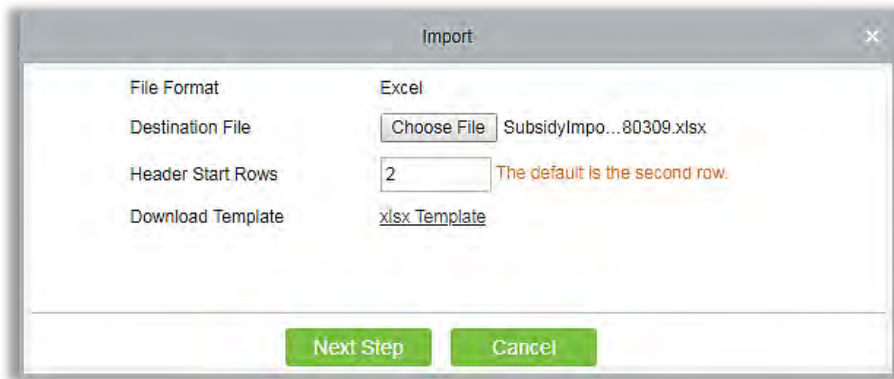 Import ×
File Format Excel
Destination File Choose File SubsidyImpo...80309.xlsx
Header Start Rows 2 The default is the second row.
Download Template xlsx Template
Next Step Cancel